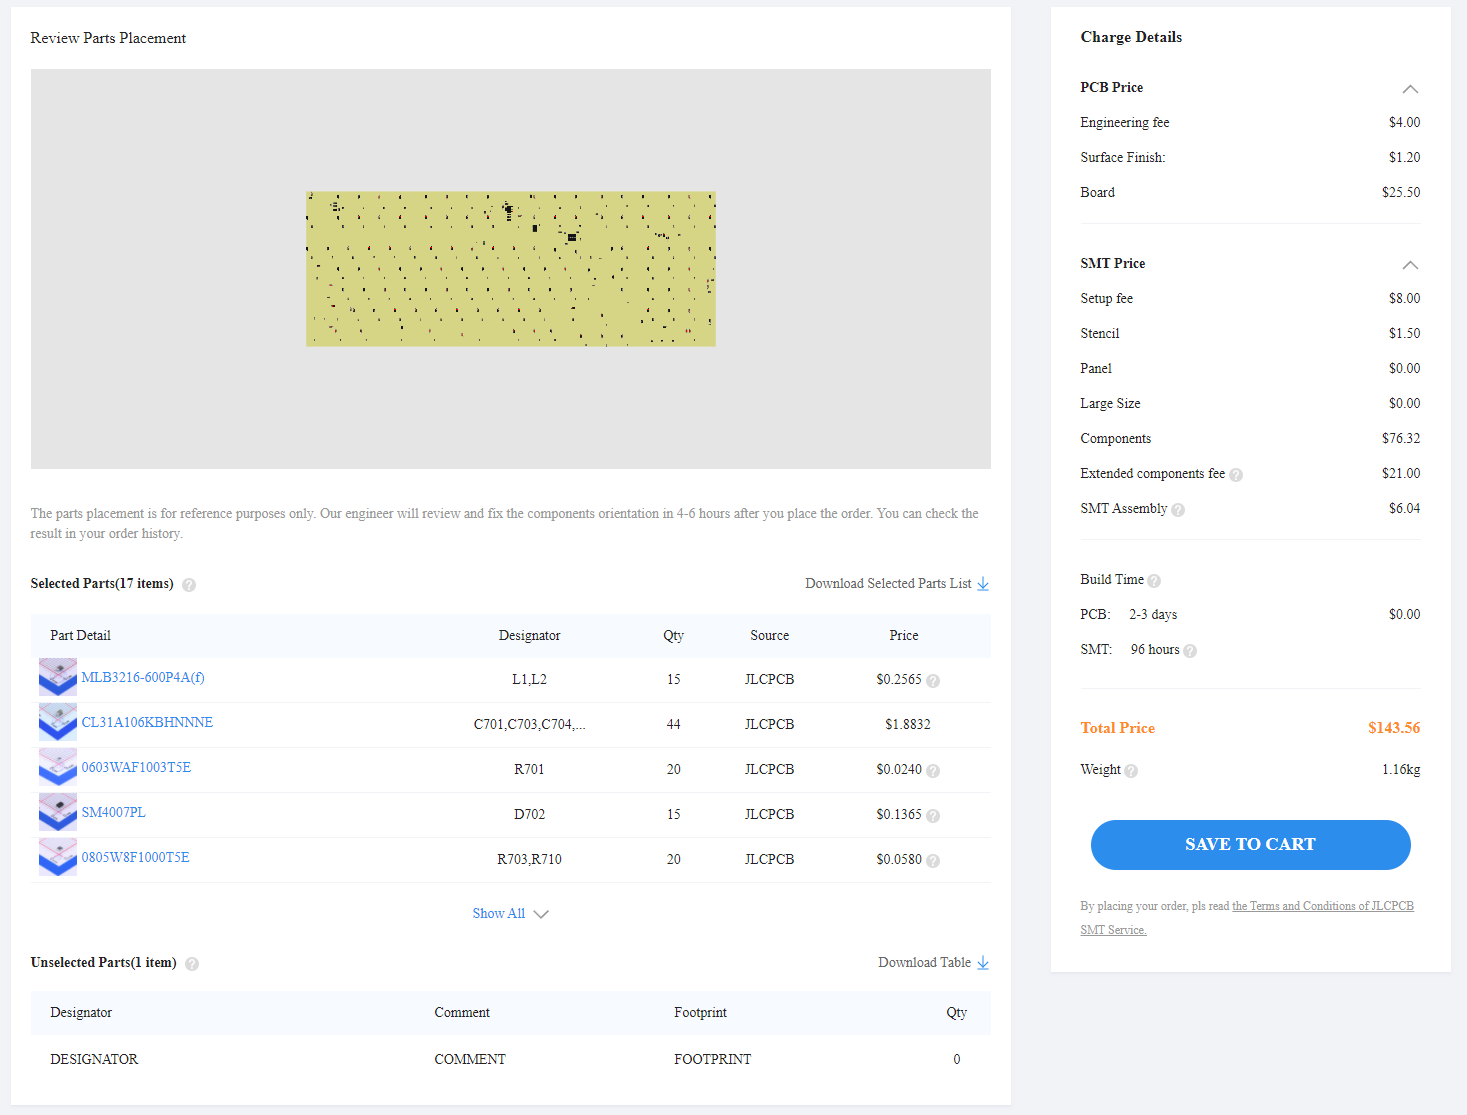 Review Parts Placement
The parts placement is for reference purposes only. Our engineer will review and fix the components orientation in 4-6 hours after you place the order. You can check the
result in your order history.
Selected Parts(17 items) ?
Download Selected Parts List
Part Detail Designator Qty Source Price
MLB3216-600P4A(f) L1,L2 15 JLCPCB $0.2565 ?
CL31A106KBHNNNE C701,C703,C704,... 44 JLCPCB $1.8832
0603WAF1003T5E R701 20 JLCPCB $0.0240 ?
SM4007PL D702 15 JLCPCB $0.1365 ?
0805W8F1000T5E R703,R710 20 JLCPCB $0.0580 ?
Show All
Unselected Parts(1 item) ?
Download Table
Designator Comment Footprint Qty
DESIGNATOR COMMENT FOOTPRINT 0
Charge Details
PCB Price
Engineering fee $4.00
Surface Finish: $1.20
Board $25.50
SMT Price
Setup fee $8.00
Stencil $1.50
Panel $0.00
Large Size $0.00
Components $76.32
Extended components fee ? $21.00
SMT Assembly ? $6.04
Build Time ?
PCB: 2-3 days $0.00
SMT: 96 hours ?
Total Price $143.56
Weight ? 1.16kg
SAVE TO CART
By placing your order, pls read the Terms and Conditions of JLCPCB
SMT Service.